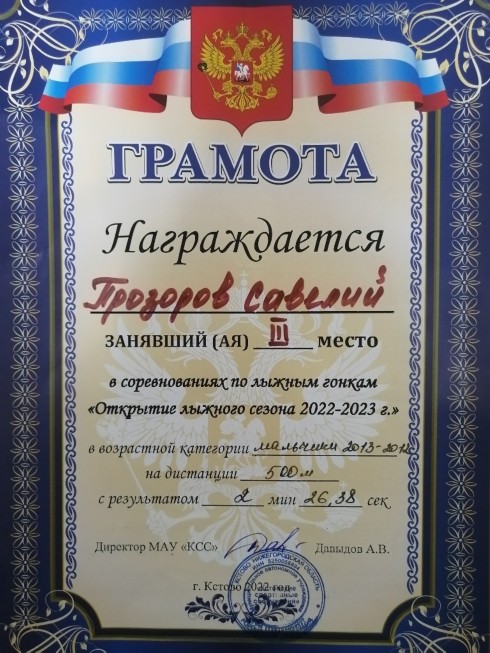 ГРАМОТА
Награждается
Прозоров Савелий
занявший (ая) III место
в соревнованиях по лыжным гонкам
«Открытие лыжного сезона 2022-2023 г.»
в возрастной категории мальчики 2013-2012
на дистанции 500 м
с результатом 2 мин 26,38 сек
Директор МАУ «КСС» Давыдов А.В.
г. Кстово 2022 год